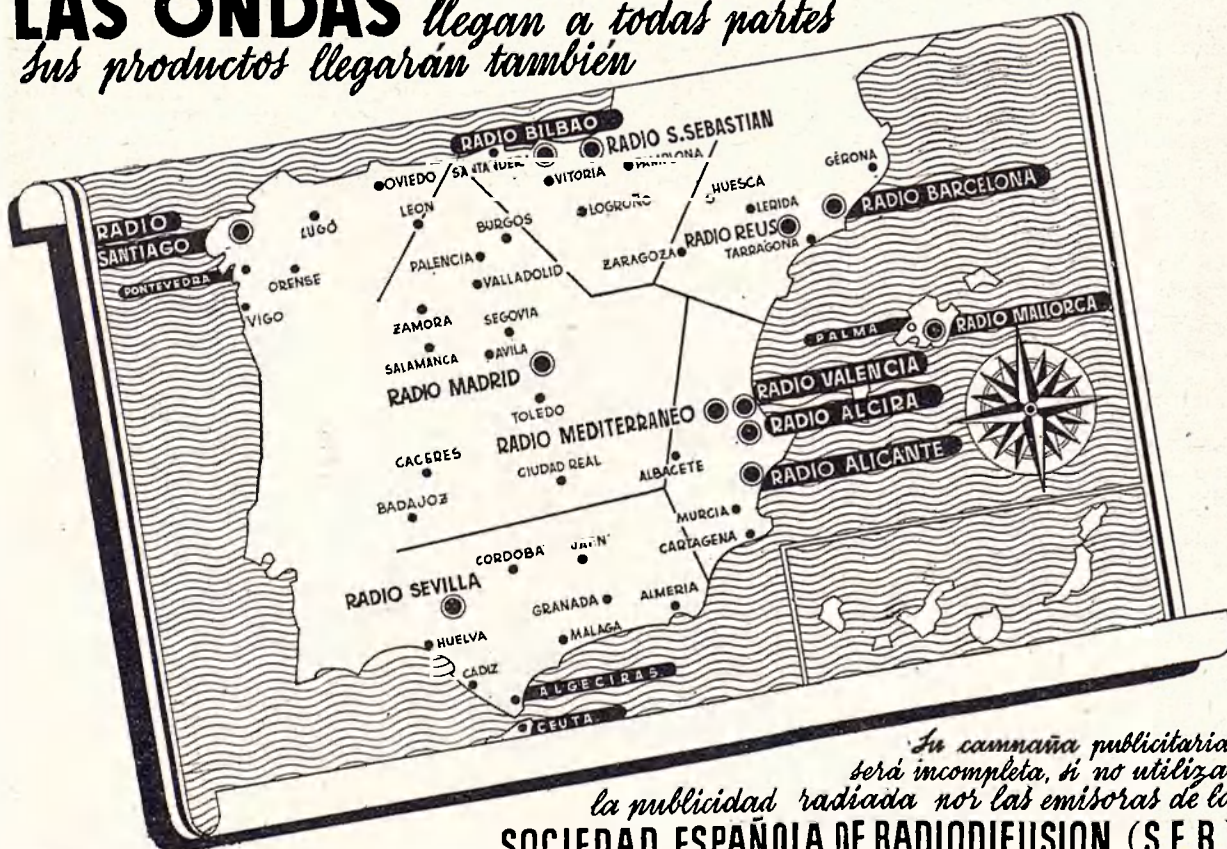 LAS ONDAS llegan a todas partes
sus productos llegarán también
RADIO BILBAO
RADIO S.SEBASTIAN
OVIEDO
VITORIA
GÉRONA
LEON
LUGO
BURGOS
LOGROÑO
HUESCA
LERIDA
RADIO BARCELONA
RADIO
SANTIAGO
PONTEVEDRA
ORENSE
VIGO
PALENCIA
VALLADOLID
ZARAGOZA
RADIO REUS
TARRAGONA
ZAMORA
SEGOVIA
SALAMANCA
AVILA
RADIO MADRID
TOLEDO
PALMA
RADIO MALLORCA
RADIO VALENCIA
RADIO MEDITERRANEO
RADIO ALCIRA
CACERES
CIUDAD REAL
ALBACETE
RADIO ALICANTE
BADAJOZ
MURCIA
CARTAGENA
CORDOBA
RADIO SEVILLA
GRANADA
ALMERIA
HUELVA
MALAGA
CADIZ
ALGECIRAS
CEUTA
Su campaña publicitaria
será incompleta, si no utiliza
la publicidad radiada por las emisoras de la
SOCIEDAD ESPAÑOLA DE RADIODIFUSION (S.E.R.)